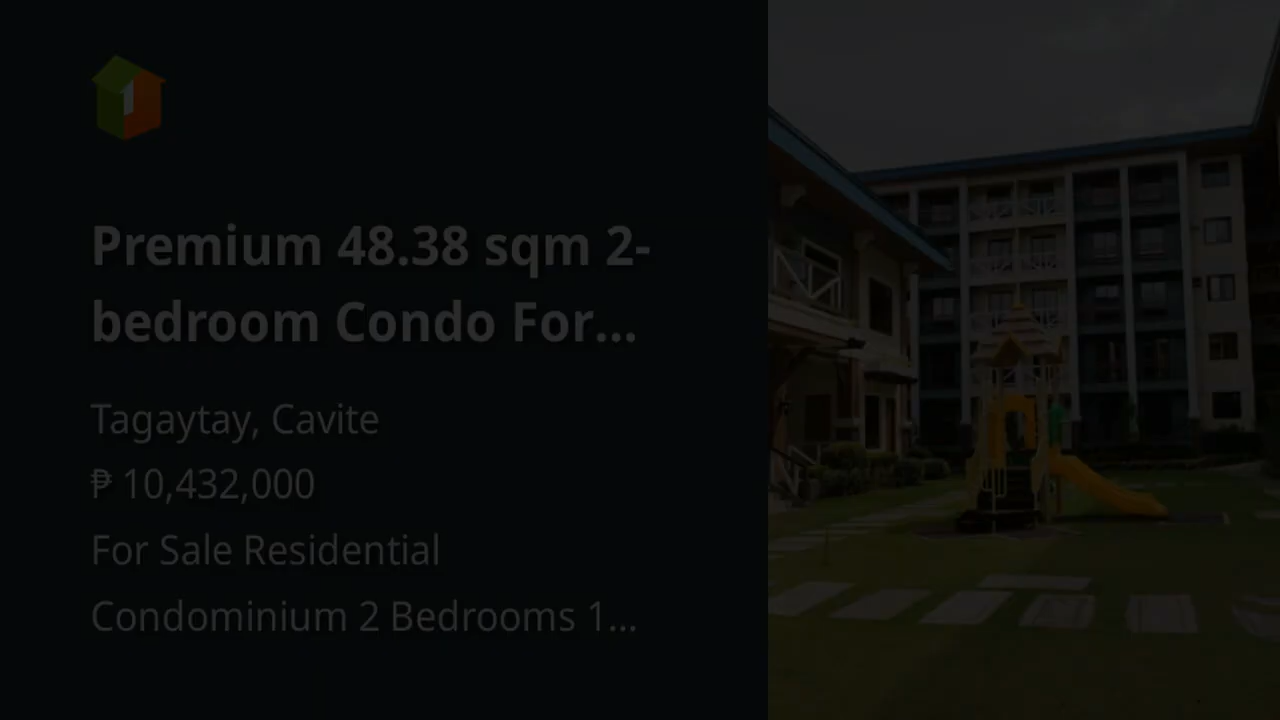 Premium 48.38 sqm 2-
bedroom Condo For...
Tagaytay, Cavite
₱ 10,432,000
For Sale Residential
Condominium 2 Bedrooms 1...